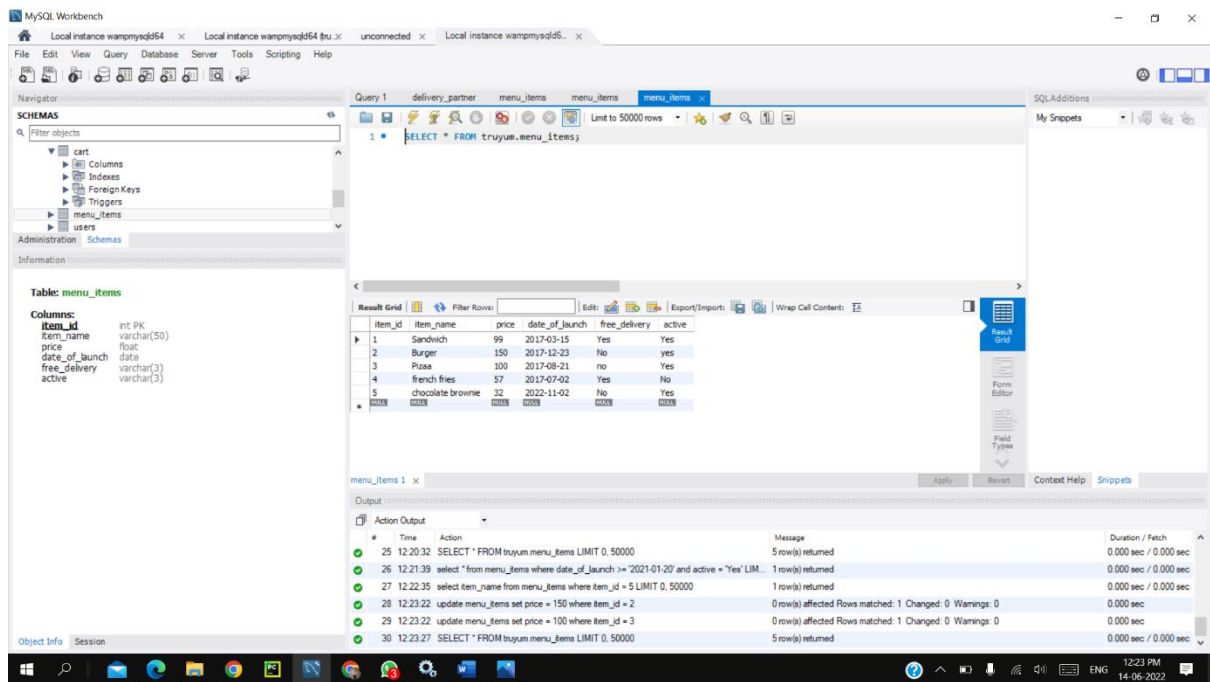 MySQL Workbench
Local instance wampmysqld64 × Local instance wampmysqld64 (tru..× unconnected × Local instance wampmysqld6... ×
File Edit View Query Database Server Tools Scripting Help
Navigator
SCHEMAS
Filter objects
cart
Columns
Indexes
Foreign Keys
Triggers
menu_items
users
Administration Schemas
Information
Table: menu_items
Columns:
item_id int PK
item_name varchar(50)
price float
date_of_launch date
free_delivery varchar(3)
active varchar(3)
Object Info Session
Query 1 delivery_partner menu_items menu_items menu_items ×
Limit to 50000 rows
1 SELECT * FROM truyum.menu_items;
Result Grid Filter Rows: Edit: Export/Import: Wrap Cell Content:
item_id item_name price date_of_launch free_delivery active
1 Sandwich 99 2017-03-15 Yes Yes
2 Burger 150 2017-12-23 No yes
3 Pizaa 100 2017-08-21 no Yes
4 french fries 57 2017-07-02 Yes No
5 chocolate brownie 32 2022-11-02 No Yes
NULL NULL NULL NULL NULL NULL
Result Grid
Form Editor
Field Types
menu_items 1 × Apply Revert
SQLAdditions
My Snippets
Context Help Snippets
Output
Action Output
# Time Action Message Duration / Fetch
25 12:20:32 SELECT * FROM truyum.menu_items LIMIT 0, 50000 5 row(s) returned 0.000 sec / 0.000 sec
26 12:21:39 select * from menu_items where date_of_launch >= '2021-01-20' and active = 'Yes' LIM... 1 row(s) returned 0.000 sec / 0.000 sec
27 12:22:35 select item_name from menu_items where item_id = 5 LIMIT 0, 50000 1 row(s) returned 0.000 sec / 0.000 sec
28 12:23:22 update menu_items set price = 150 where item_id = 2 0 row(s) affected Rows matched: 1 Changed: 0 Warnings: 0 0.000 sec
29 12:23:22 update menu_items set price = 100 where item_id = 3 0 row(s) affected Rows matched: 1 Changed: 0 Warnings: 0 0.000 sec
30 12:23:27 SELECT * FROM truyum.menu_items LIMIT 0, 50000 5 row(s) returned 0.000 sec / 0.000 sec
ENG 12:23 PM
14-06-2022